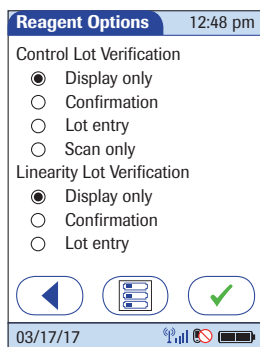 Reagent Options 12:48 pm
Control Lot Verification
Display only
Confirmation
Lot entry
Scan only
Linearity Lot Verification
Display only
Confirmation
Lot entry
03/17/17